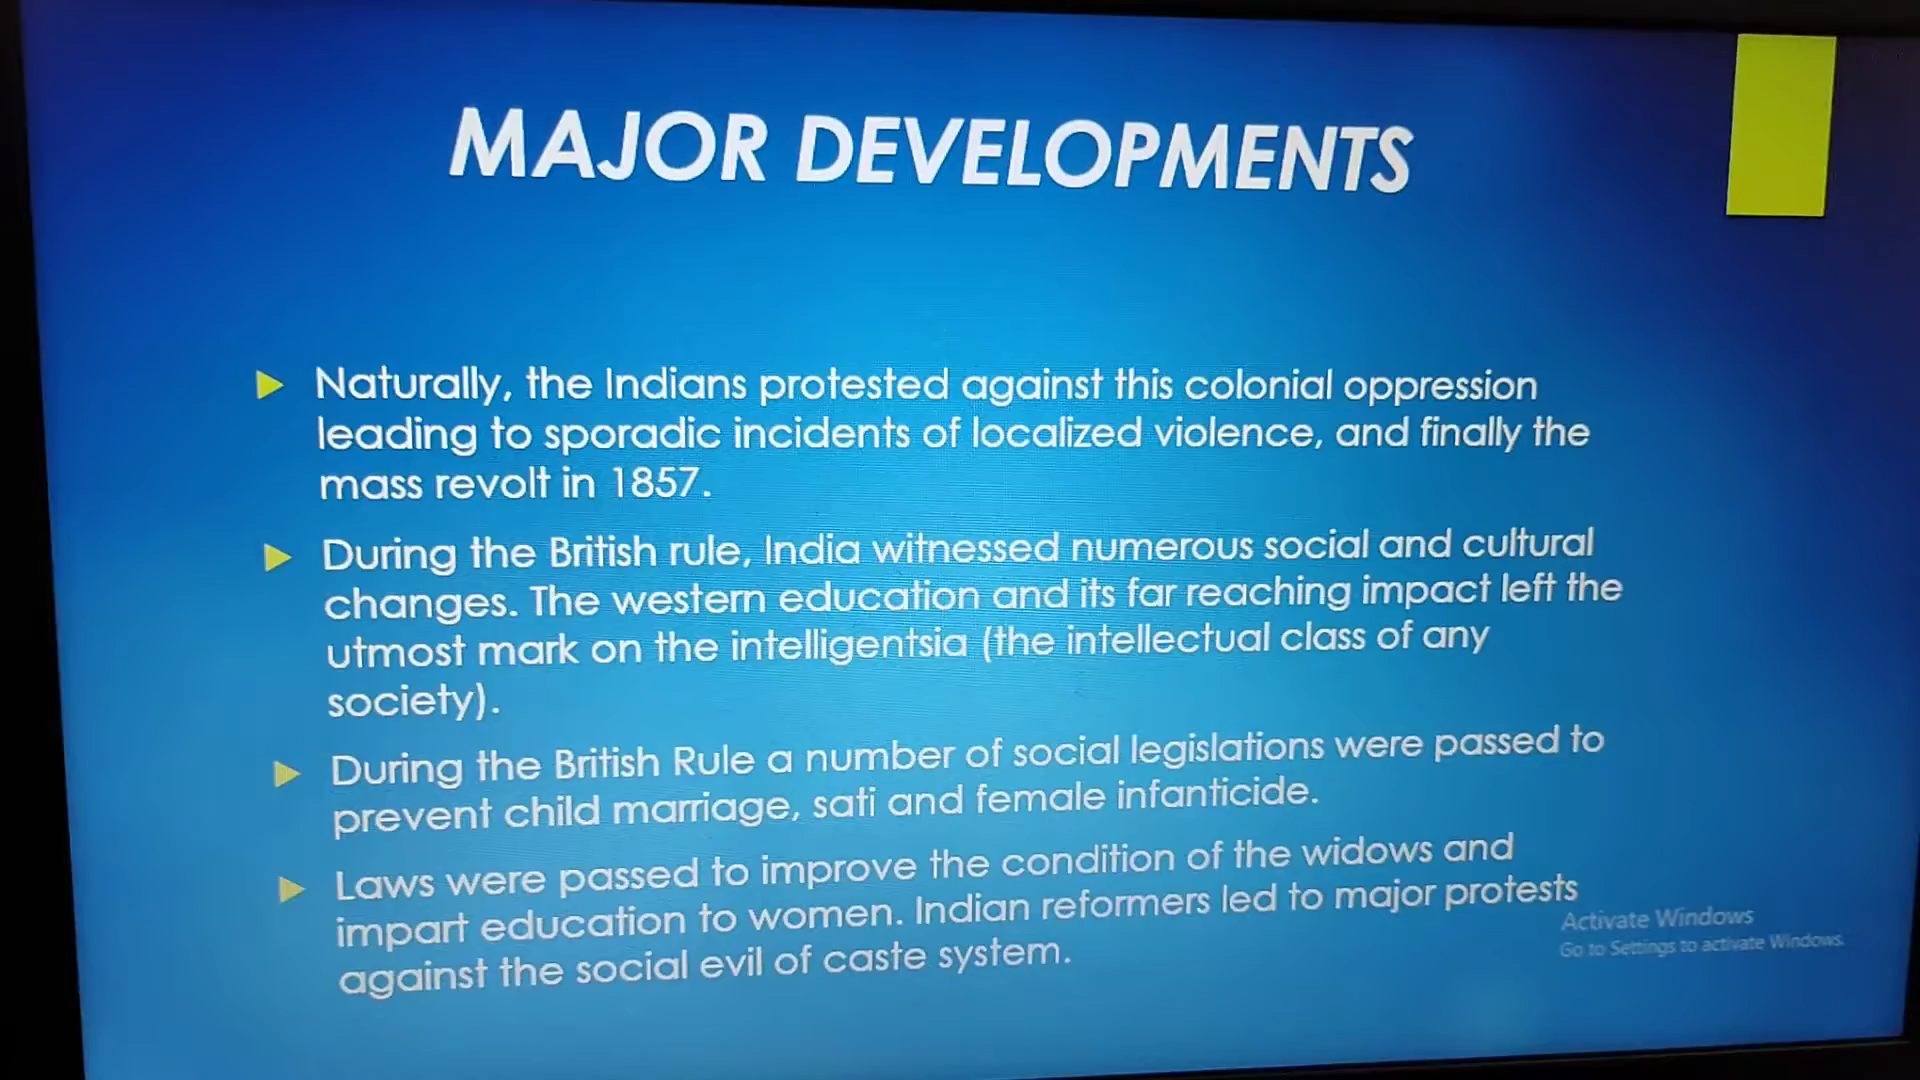 MAJOR DEVELOPMENTS
Naturally, the Indians protested against this colonial oppression
leading to sporadic incidents of localized violence, and finally the
mass revolt in 1857.
During the British rule, India witnessed numerous social and cultural
changes. The western education and its far reaching impact left the
utmost mark on the intelligentsia (the intellectual class of any
society).
During the British Rule a number of social legislations were passed to
prevent child marriage, sati and female infanticide.
Laws were passed to improve the condition of the widows and
impart education to women. Indian reformers led to major protests
against the social evil of caste system.
Activate Windows
Go to Settings to activate Windows.